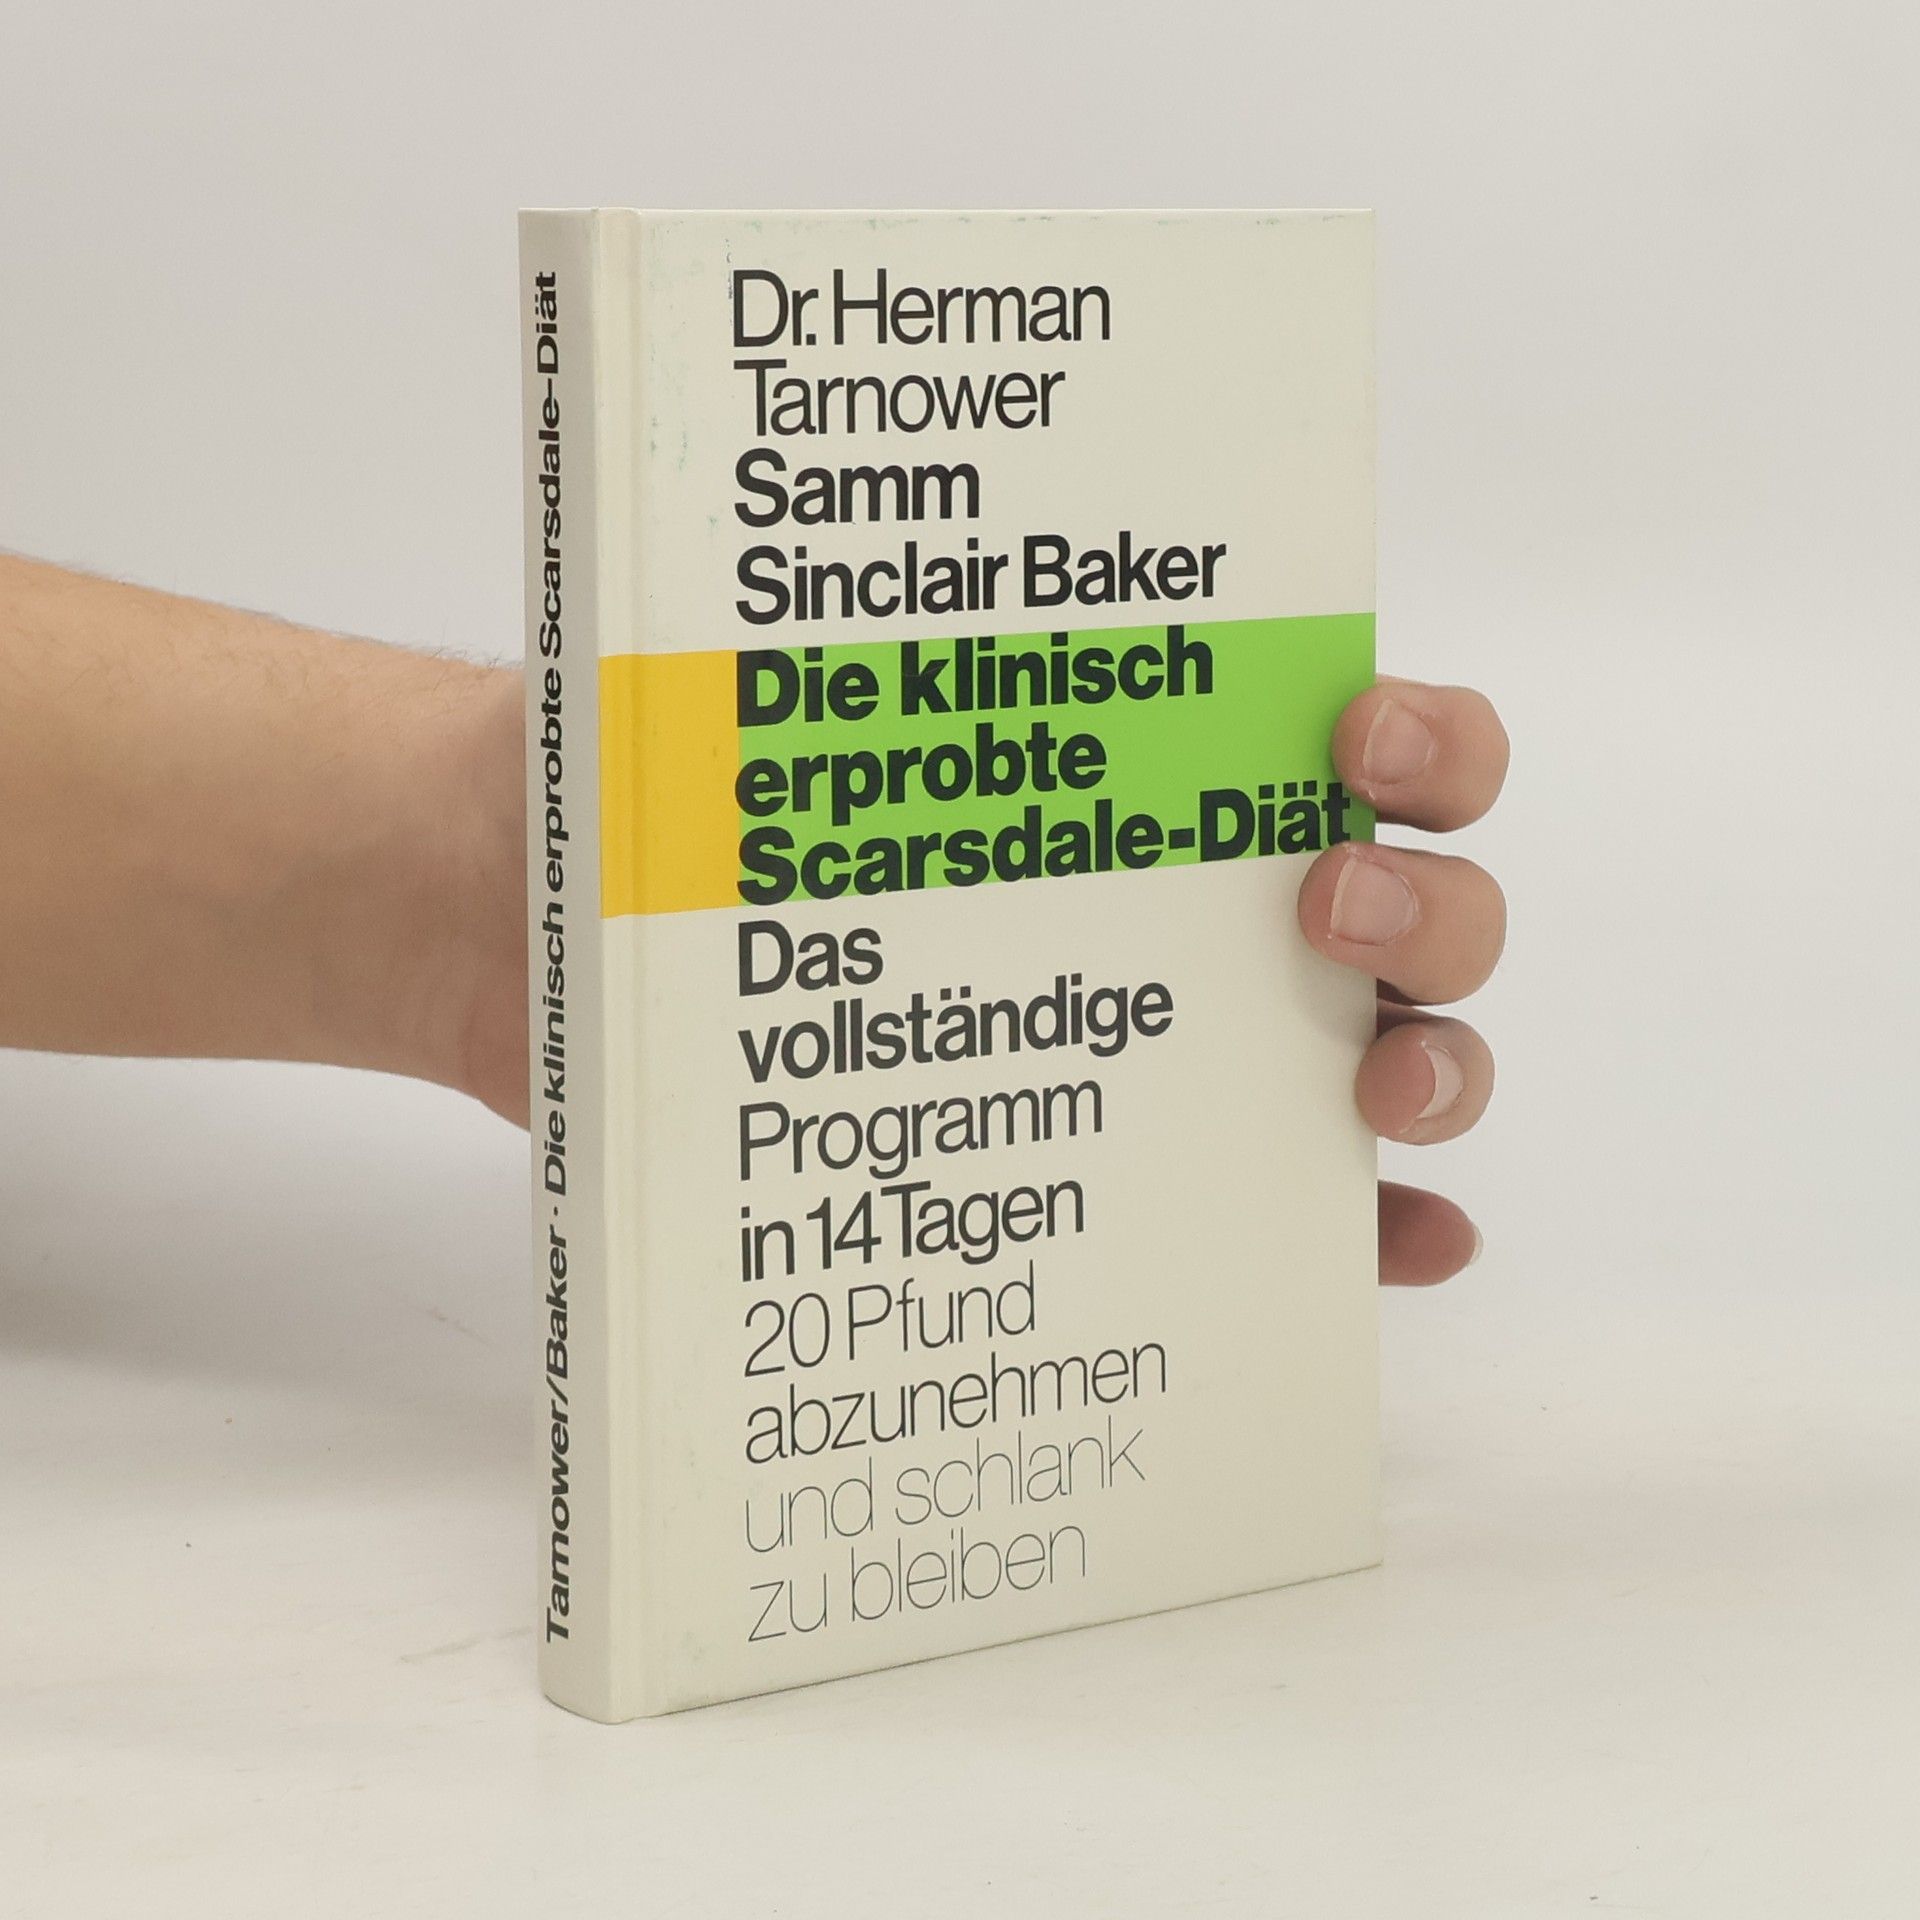 Dr. Herman
Tarnower
Samm
Sinclair Baker
Die klinisch
erprobte
Scarsdale-Diät
Das
vollständige
Programm
in 14 Tagen
20 Pfund
abzunehmen
und schlank
zu bleiben
Tarnower/Baker · Die klinisch erprobte Scarsdale-Diät